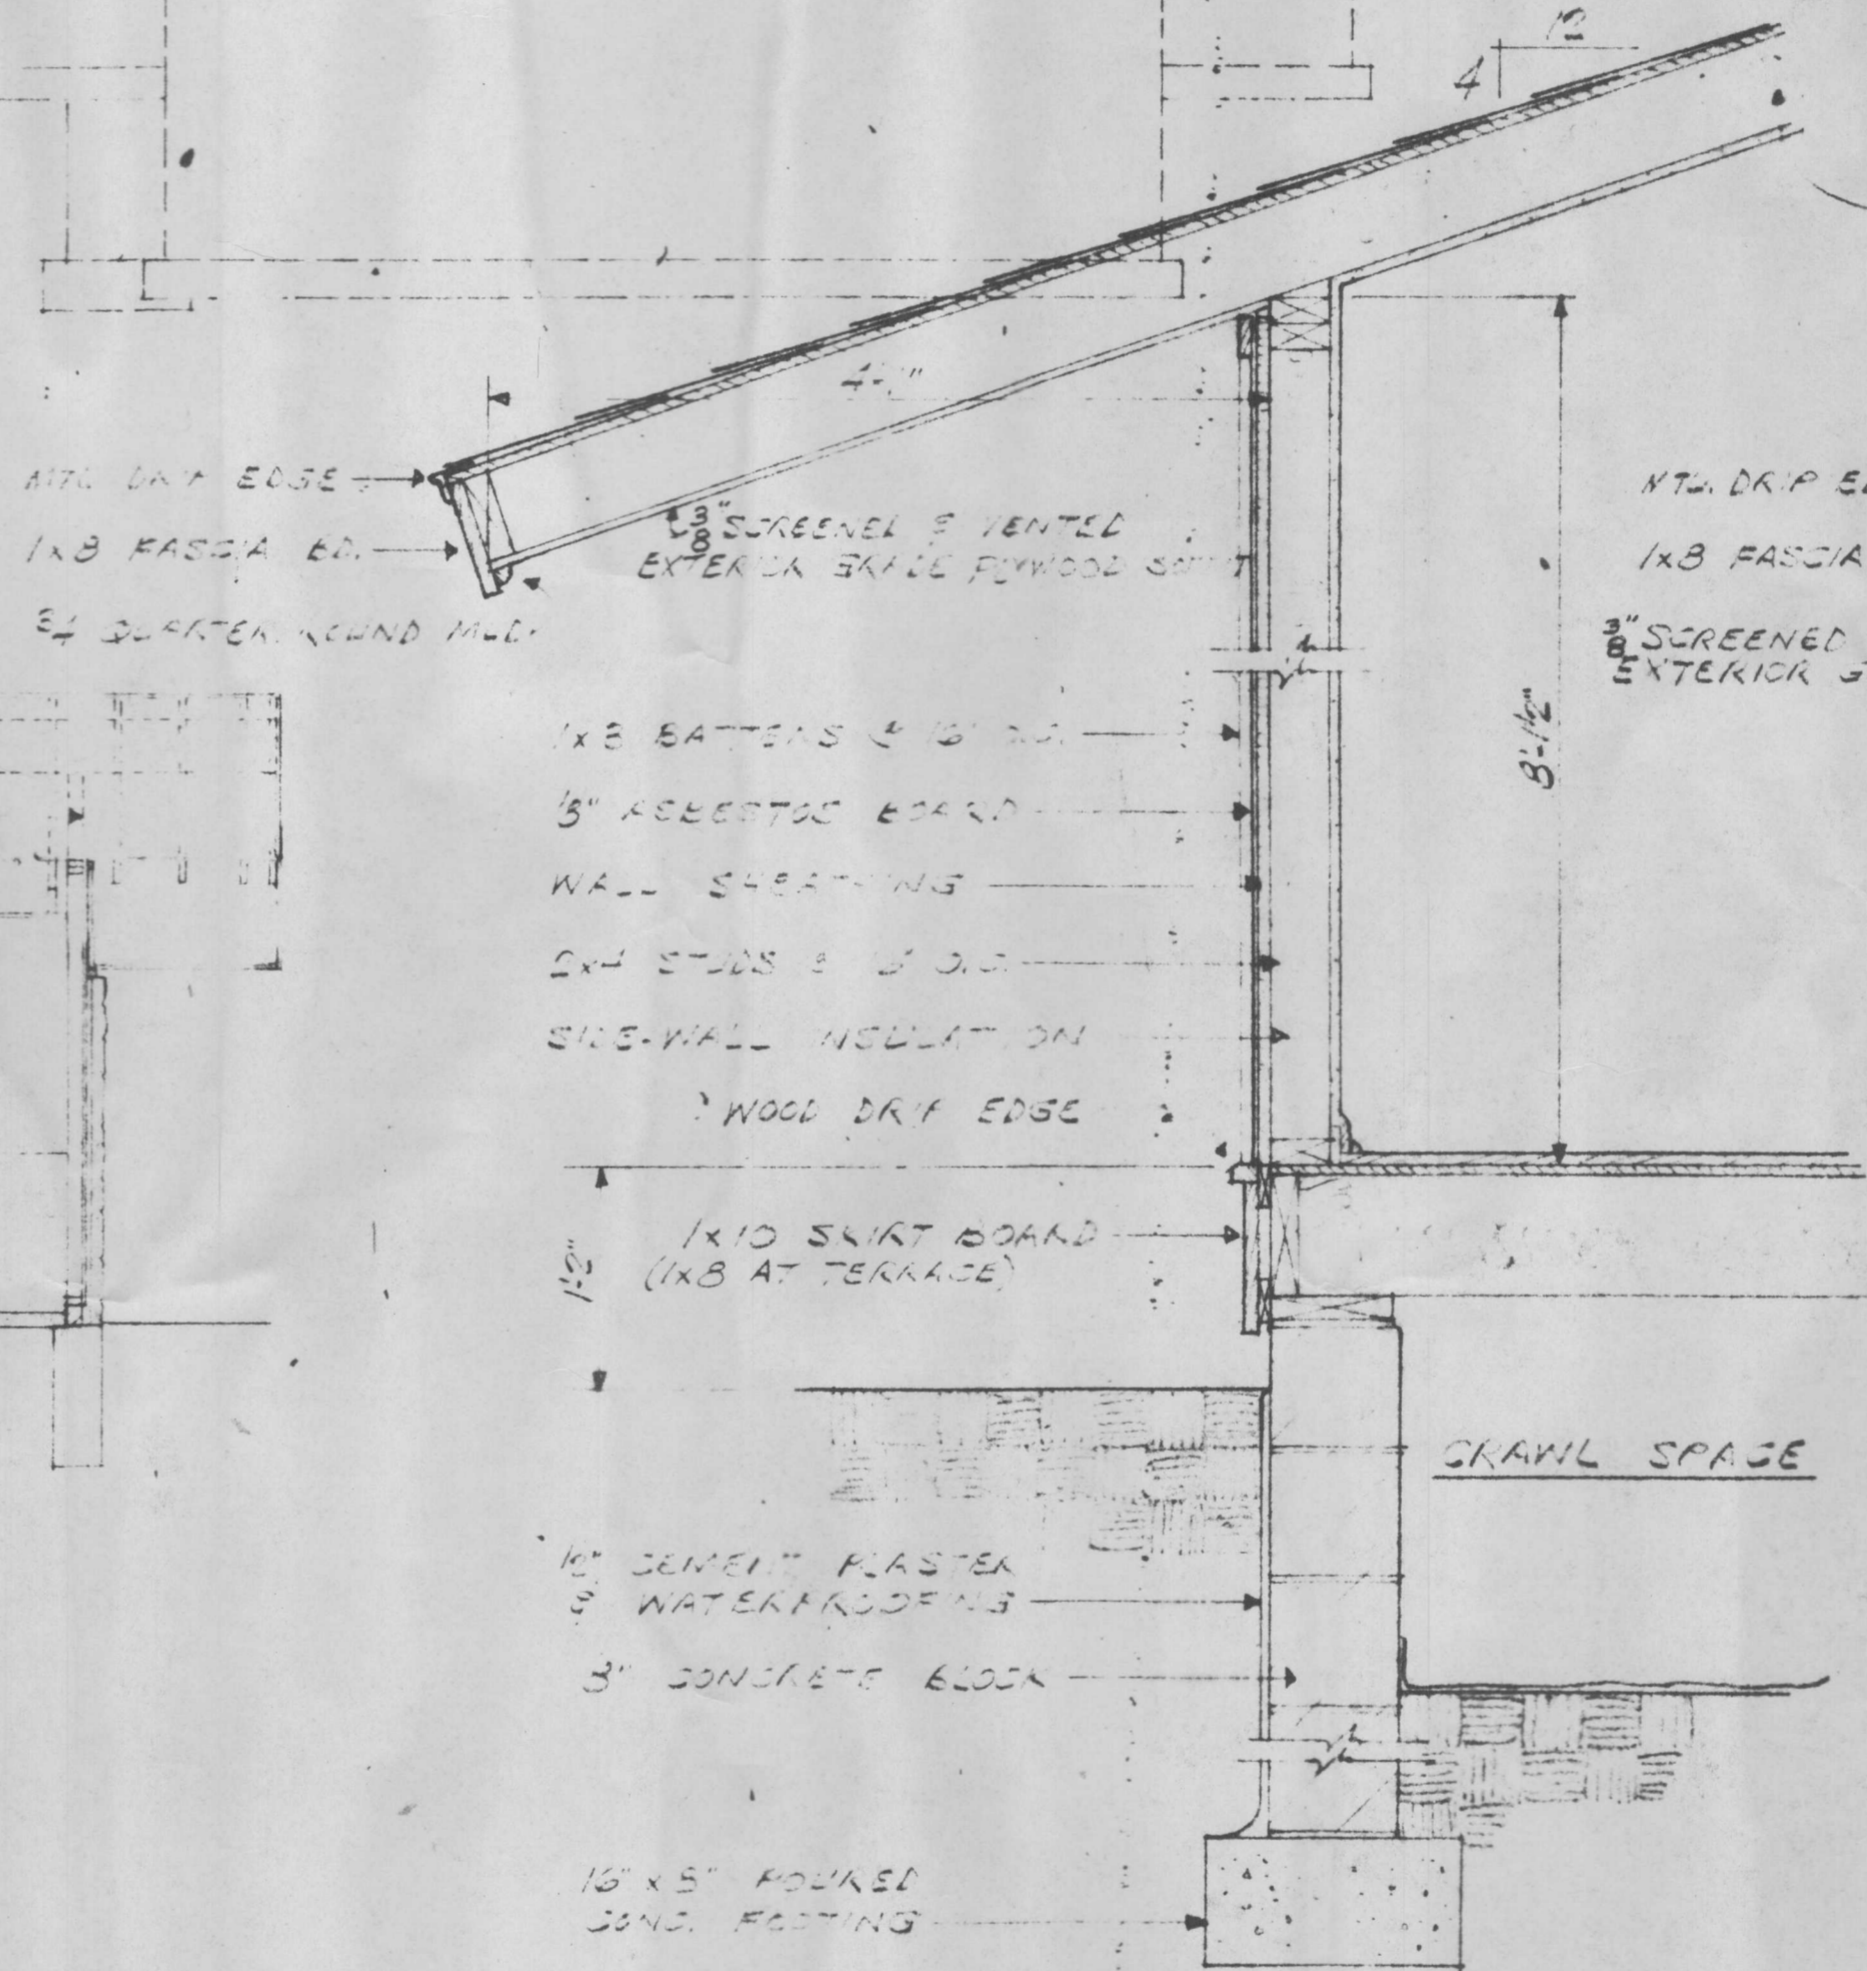 12
4
4'-
MTL DRIP EDGE
1x8 FASCIA BD.
3/4 QUARTER ROUND MLD.
3/8" SCREENED & VENTED
EXTERIOR GRADE PLYWOOD SOFFIT
MTL. DRIP
1x8 FASCIA
3/8" SCREENED
EXTERIOR G
8'-1 1/2"
BATTENS @ 16" O.C.
ASBESTOS BOARD
WALL SHEATHING
2x4 STUDS @ 16" O.C.
SIDE-WALL INSULATION
WOOD DRIP EDGE
1x10 SKIRT BOARD
(1x8 AT TERRACE)
1'-2"
CRAWL SPACE
CEMENT PLASTER
& WATERPROOFING
8" CONCRETE BLOCK
16" x 8" POURED
CONC. FOOTING